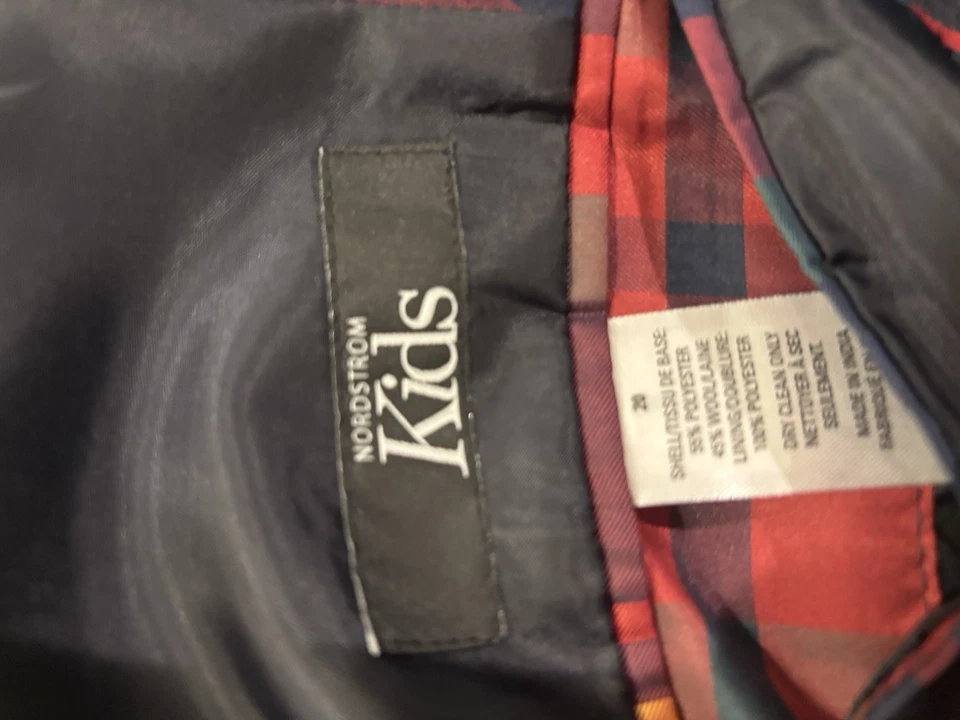 NORDSTROM
Kids
20
SHELL/TISSU DE BASE:
55% POLYESTER
45% WOOL/LAINE
LINING/DOUBLURE:
100% POLYESTER
DRY CLEAN ONLY
NETTOYER À SEC
SEULEMENT.
MADE IN INDIA
FABRIQUÉ